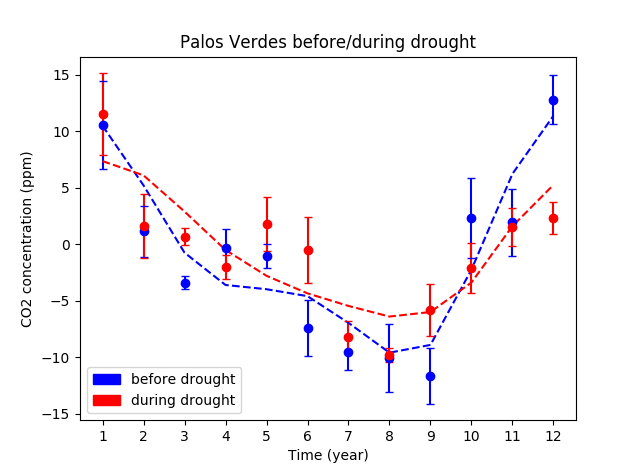 Palos Verdes before/during drought
CO2 concentration (ppm)
15
10
5
0
−5
−10
−15
before drought
during drought
1 2 3 4 5 6 7 8 9 10 11 12
Time (year)